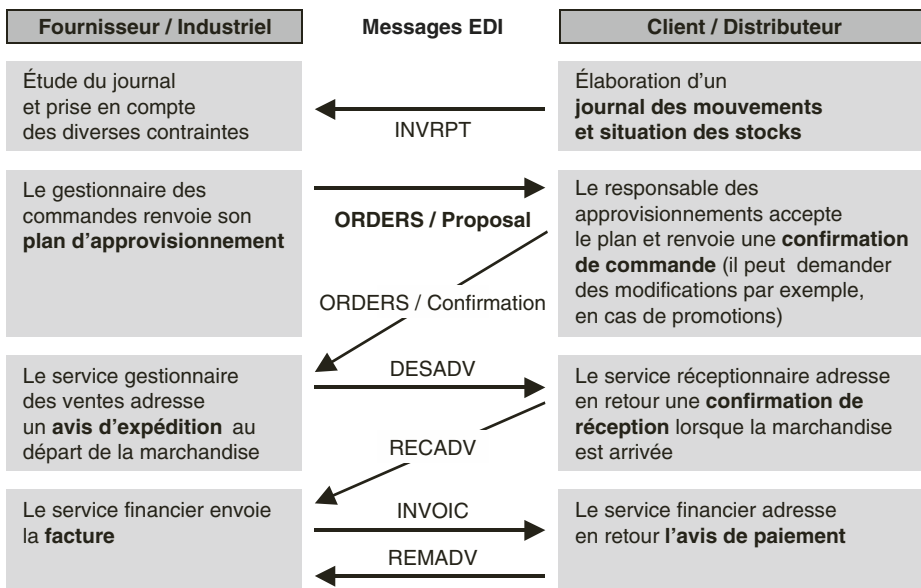 Fournisseur / Industriel
Messages EDI
Client / Distributeur
Étude du journal
et prise en compte
des diverses contraintes
INVRPT
Élaboration d'un
journal des mouvements
et situation des stocks
Le gestionnaire des
commandes renvoie son
plan d'approvisionnement
ORDERS / Proposal
Le responsable des
approvisionnements accepte
le plan et renvoie une confirmation
de commande (il peut demander
des modifications par exemple,
en cas de promotions)
ORDERS / Confirmation
Le service gestionnaire
des ventes adresse
un avis d'expédition au
départ de la marchandise
DESADV
Le service réceptionnaire adresse
en retour une confirmation de
réception lorsque la marchandise
est arrivée
RECADV
Le service financier envoie
la facture
INVOIC
Le service financier adresse
en retour l'avis de paiement
REMADV